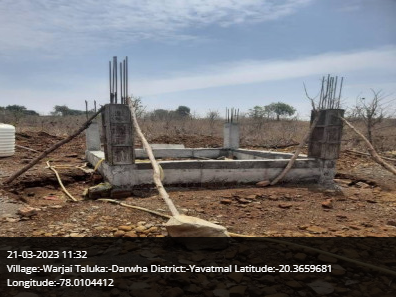 21-03-2023 11:32
Village:-Warjai Taluka:-Darwha District:-Yavatmal Latitude:-20.3659681
Longitude:-78.0104412